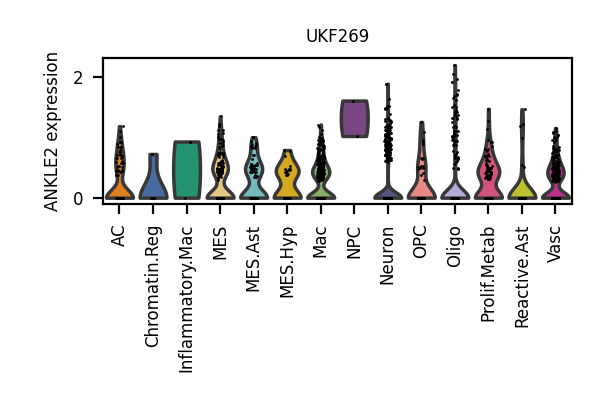 UKF269
ANKLE2 expression
2
0
AC
Chromatin.Reg
Inflammatory.Mac
MES
MES.Ast
MES.Hyp
Mac
NPC
Neuron
OPC
Oligo
Prolif.Metab
Reactive.Ast
Vasc